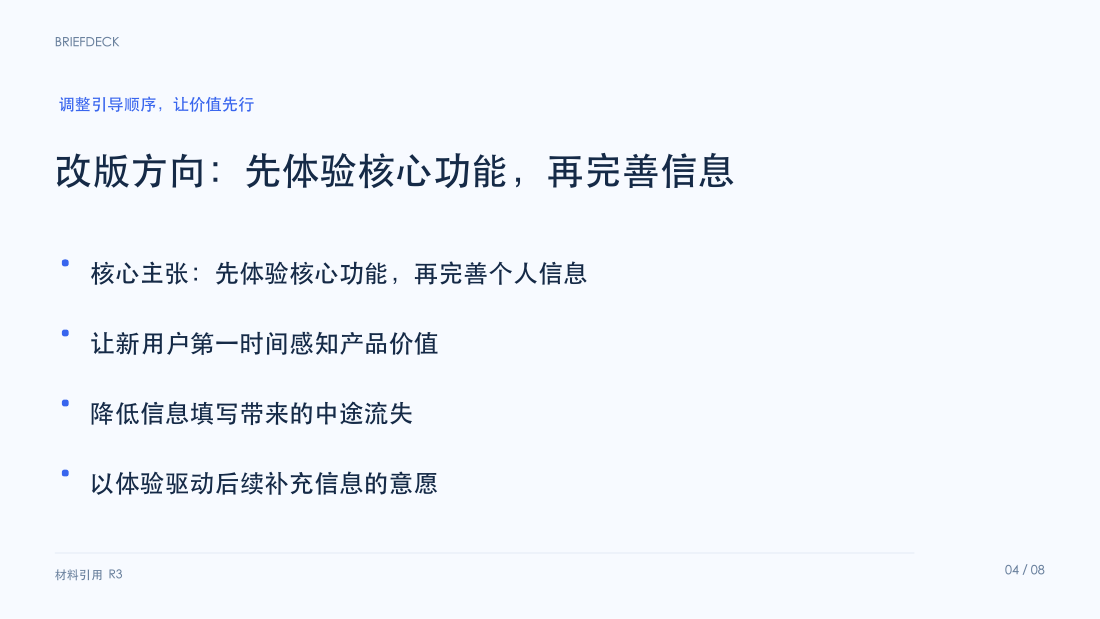 BRIEFDECK
调整引导顺序，让价值先行
改版方向：先体验核心功能，再完善信息
核心主张：先体验核心功能，再完善个人信息
让新用户第一时间感知产品价值
降低信息填写带来的中途流失
以体验驱动后续补充信息的意愿
材料引用 R3
04 / 08